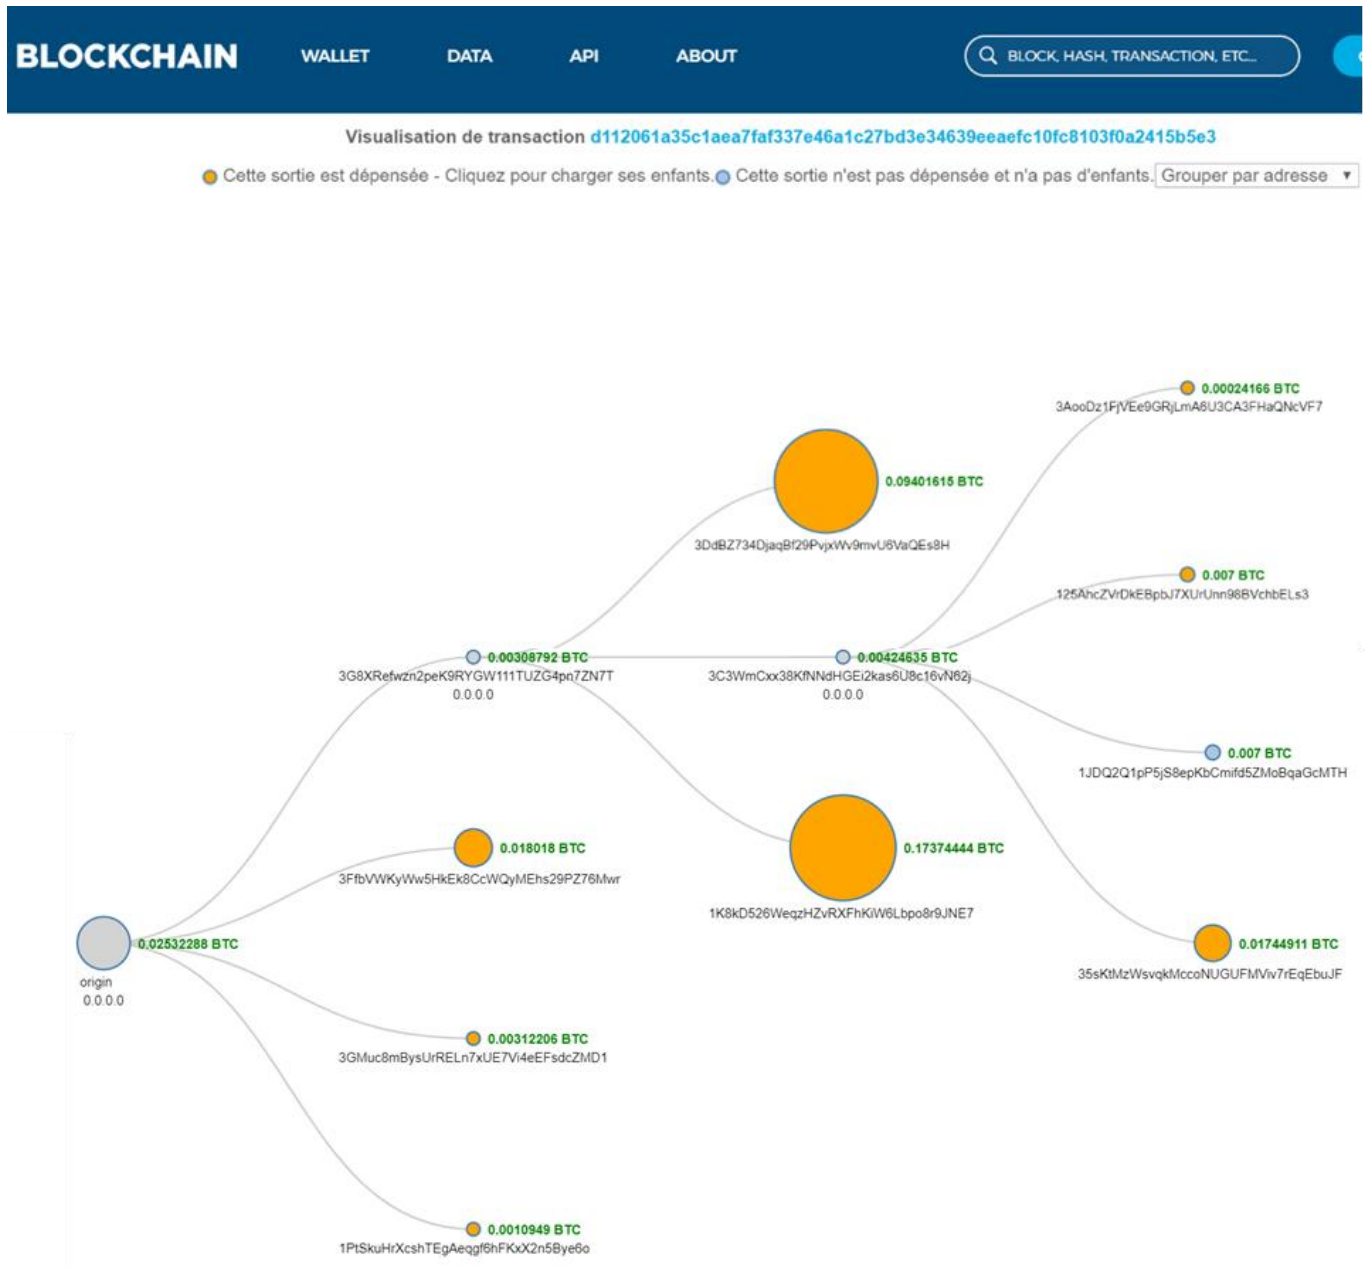 BLOCKCHAIN WALLET DATA API ABOUT BLOCK, HASH, TRANSACTION, ETC...
Visualisation de transaction d112061a35c1aea7faf337e46a1c27bd3e34639eeaefc10fc8103f0a2415b5e3
Cette sortie est dépensée - Cliquez pour charger ses enfants. Cette sortie n'est pas dépensée et n'a pas d'enfants. Grouper par adresse
0.00024166 BTC
3AooDz1FjVEe9GRjLmA6U3CA3FHaQNcVF7
0.09401615 BTC
3DdBZ734DjaqBf29PvjxWv9mvU6VaQEs8H
0.007 BTC
125AhcZVrDkEBpbJ7XUrUnn98BVchbELs3
0.00308792 BTC
3G8XRefwzn2peK9RYGW111TUZG4pn7ZN7T
0.0.0.0
0.00424635 BTC
3C3WmCxx38KfNNdHGEi2kas6U8c16vN62j
0.0.0.0
0.007 BTC
1JDQ2Q1pP5jS8epKbCmifd5ZMoBqaGcMTH
0.018018 BTC
3FfbVWKyWw5HkEk8CcWQyMEhs29PZ76Mwr
0.17374444 BTC
1K8kD526WeqzHZvRXFhKiW6Lbpo8r9JNE7
0.02532288 BTC
origin
0.0.0.0
0.01744911 BTC
35sKtMzWsvqkMccoNUGUFMViv7rEqEbuJF
0.00312206 BTC
3GMuc8mBysUrRELn7xUE7Vi4eEFsdcZMD1
0.0010949 BTC
1PtSkuHrXcshTEgAeqgf6hFKxX2n5Bye6o